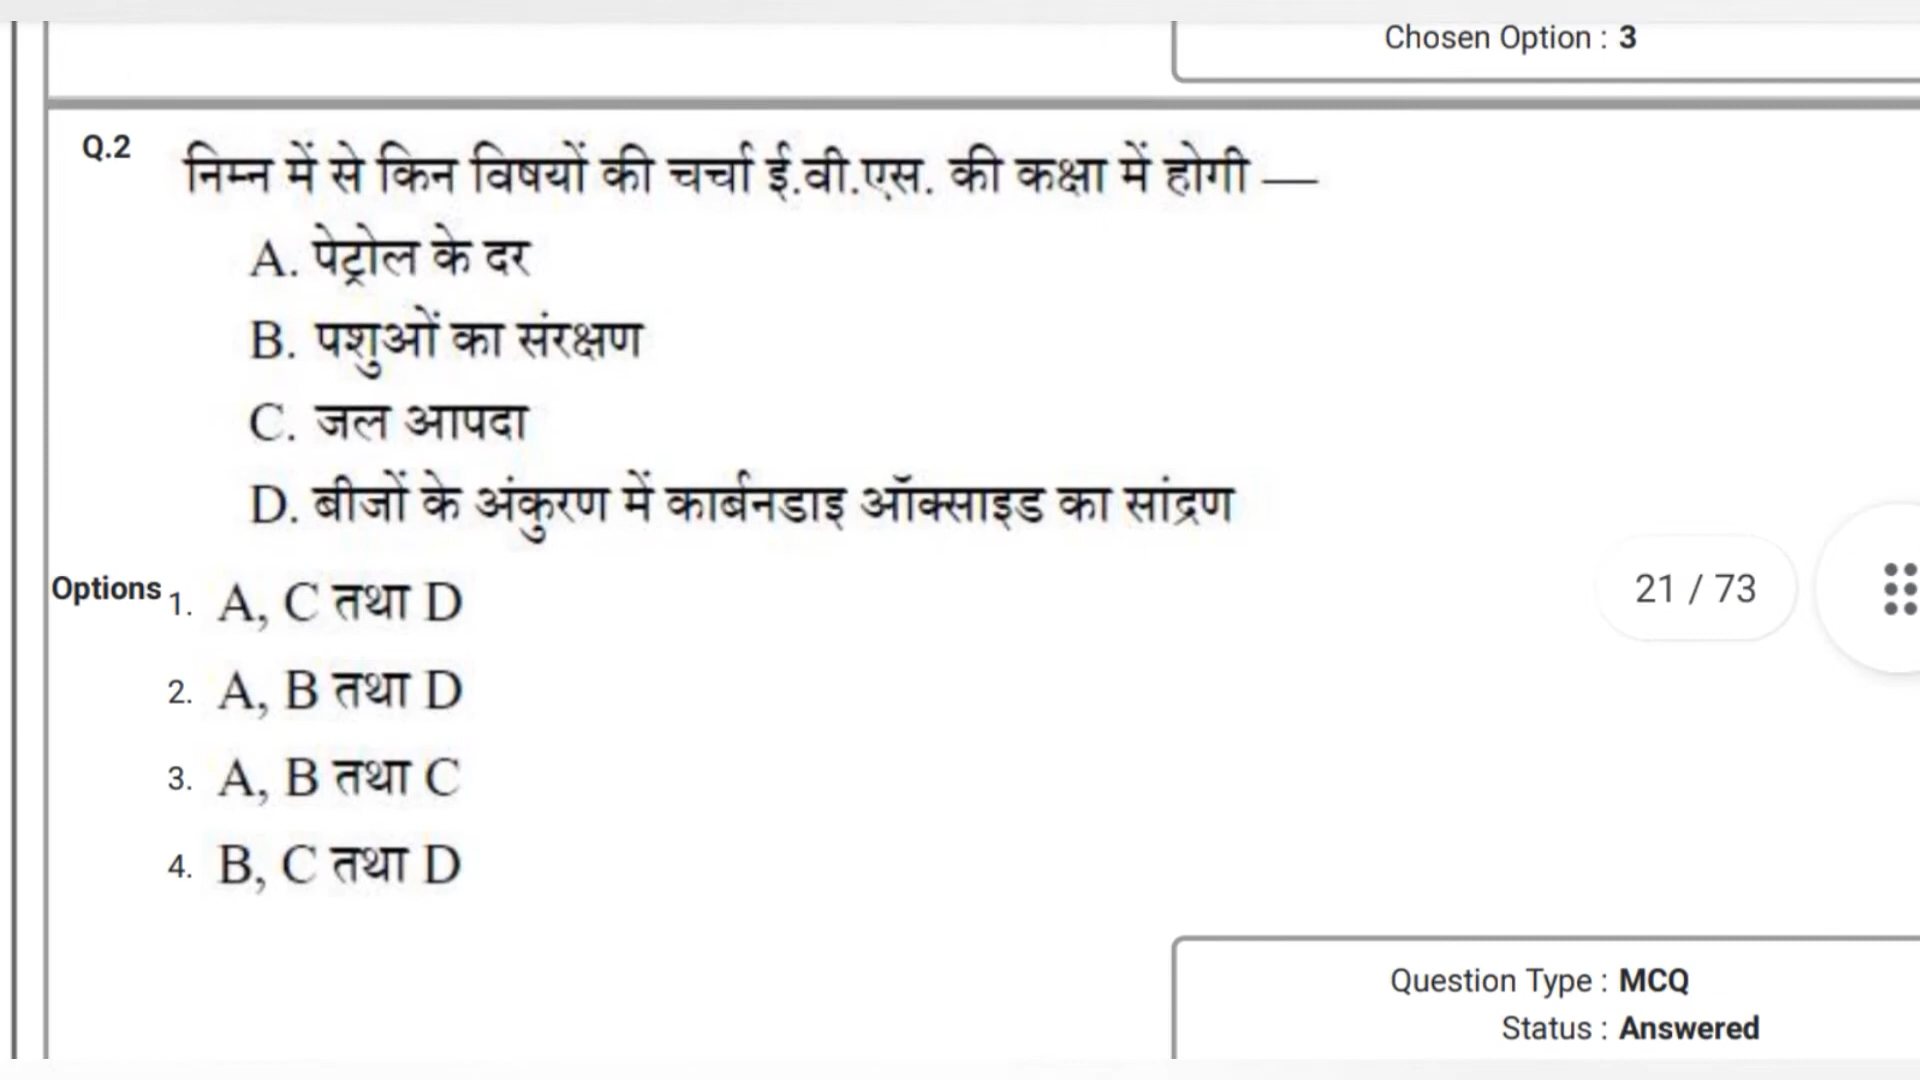 Chosen Option : 3
Q.2 निम्न में से किन विषयों की चर्चा ई.वी.एस. की कक्षा में होगी —
A. पेट्रोल के दर
B. पशुओं का संरक्षण
C. जल आपदा
D. बीजों के अंकुरण में कार्बनडाइ ऑक्साइड का सांद्रण
Options 1. A, C तथा D
21 / 73
2. A, B तथा D
3. A, B तथा C
4. B, C तथा D
Question Type : MCQ
Status : Answered